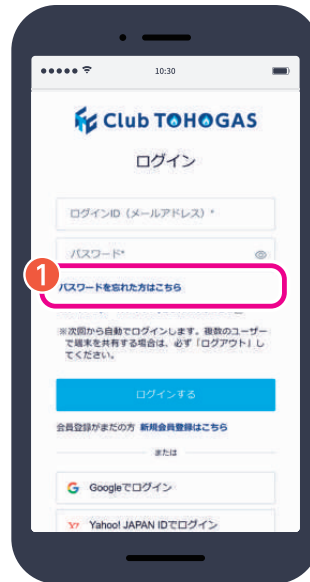 10:30
Club TOHOGAS
ログイン
ログインID（メールアドレス）*
パスワード*
1
パスワードを忘れた方はこちら
※次回から自動でログインします。複数のユーザー
で端末を共有する場合は、必ず「ログアウト」し
てください。
ログインする
会員登録がまだの方 新規会員登録はこちら
または
G Googleでログイン
Y? Yahoo! JAPAN IDでログイン